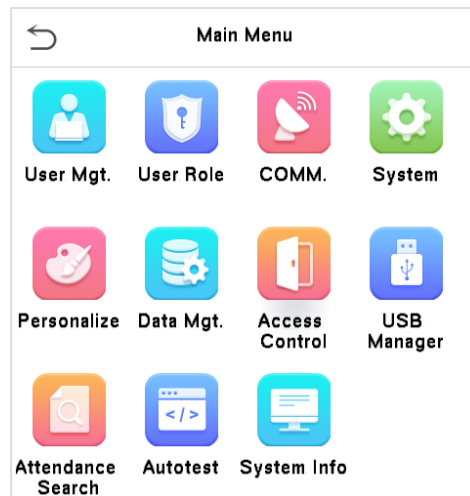 Main Menu
User Mgt.
User Role
COMM.
System
Personalize
Data Mgt.
Access
Control
USB
Manager
</>
Attendance
Search
Autotest
System Info